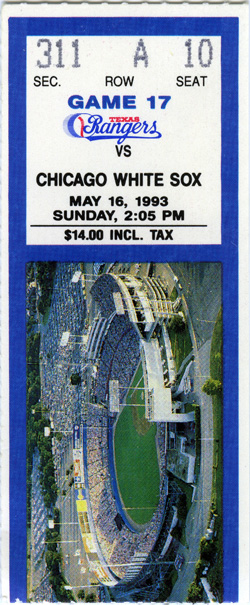 311 A 10
SEC. ROW SEAT
GAME 17
TEXAS
Rangers
VS
CHICAGO WHITE SOX
MAY 16, 1993
SUNDAY, 2:05 PM
$14.00 INCL. TAX